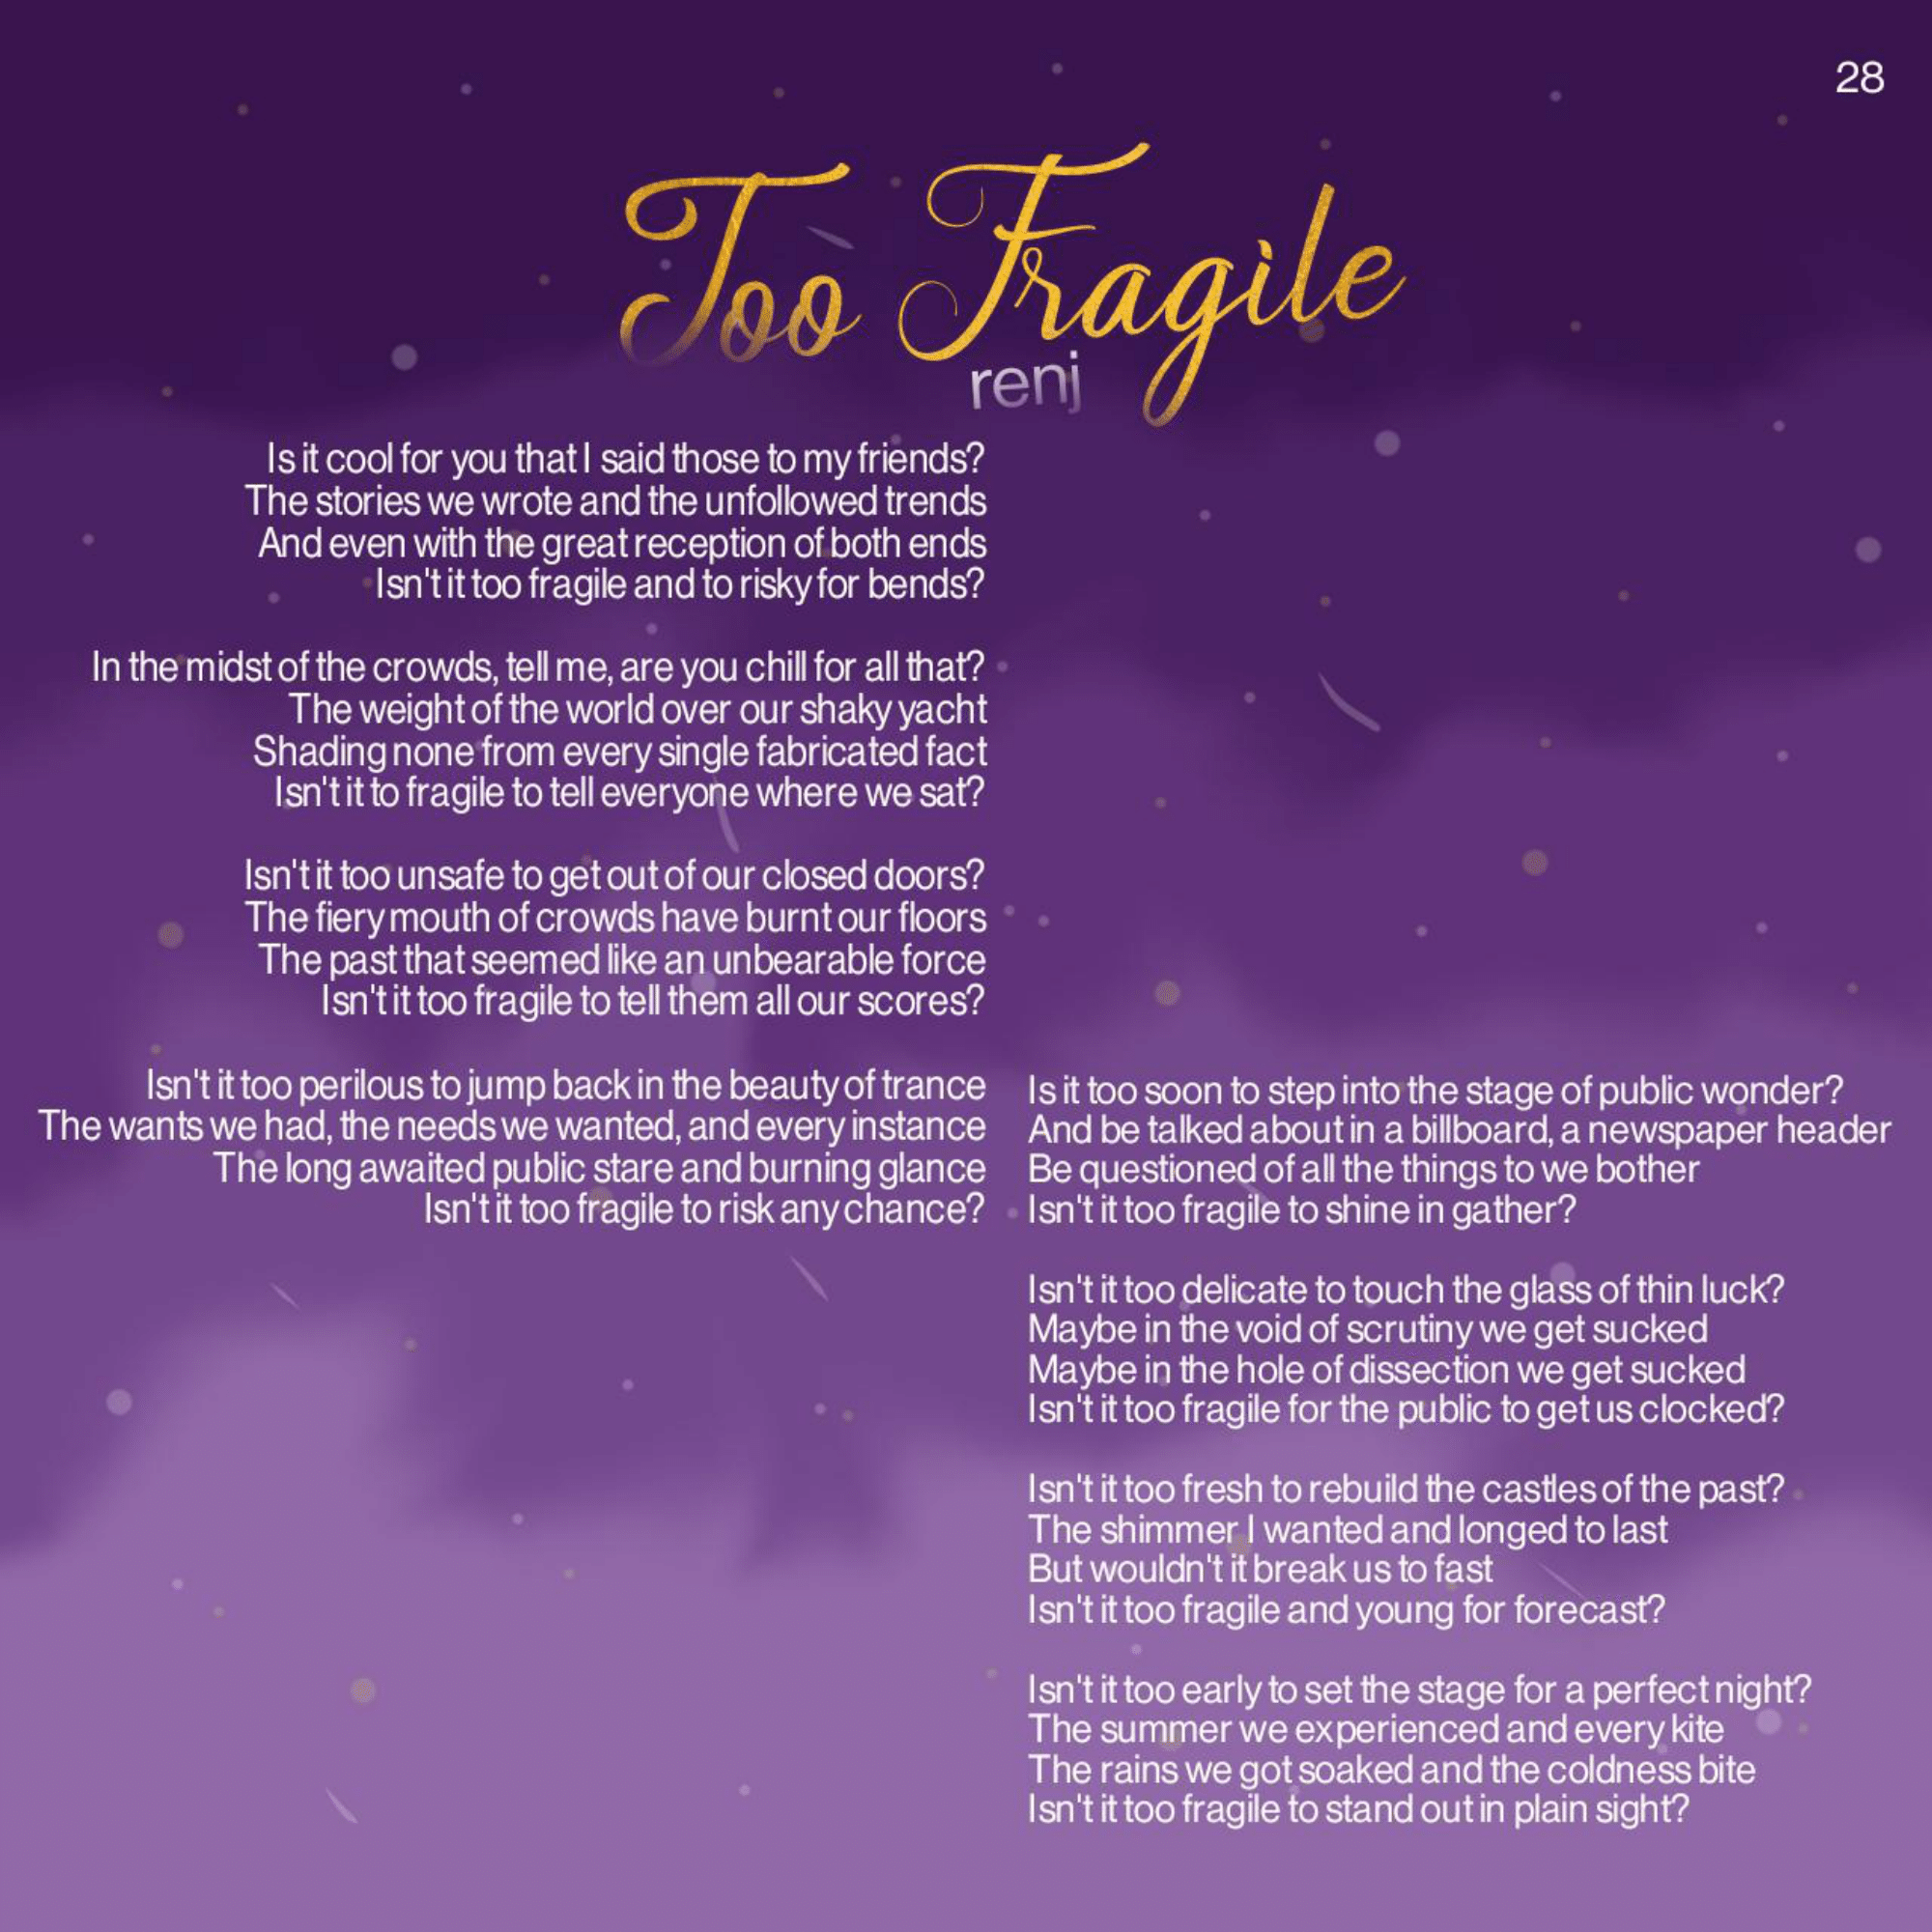 28
Too Fragile
renj
Is it cool for you that I said those to my friends?
The stories we wrote and the unfollowed trends
And even with the great reception of both ends
Isn't it too fragile and to risky for bends?
In the midst of the crowds, tell me, are you chill for all that?
The weight of the world over our shaky yacht
Shading none from every single fabricated fact
Isn't it to fragile to tell everyone where we sat?
Isn't it too unsafe to get out of our closed doors?
The fiery mouth of crowds have burnt our floors
The past that seemed like an unbearable force
Isn't it too fragile to tell them all our scores?
Isn't it too perilous to jump back in the beauty of trance
The wants we had, the needs we wanted, and every instance
The long awaited public stare and burning glance
Isn't it too fragile to risk any chance?
Is it too soon to step into the stage of public wonder?
And be talked about in a billboard, a newspaper header
Be questioned of all the things to we bother
Isn't it too fragile to shine in gather?
Isn't it too delicate to touch the glass of thin luck?
Maybe in the void of scrutiny we get sucked
Maybe in the hole of dissection we get sucked
Isn't it too fragile for the public to get us clocked?
Isn't it too fresh to rebuild the castles of the past?
The shimmer I wanted and longed to last
But wouldn't it break us to fast
Isn't it too fragile and young for forecast?
Isn't it too early to set the stage for a perfect night?
The summer we experienced and every kite
The rains we got soaked and the coldness bite
Isn't it too fragile to stand out in plain sight?